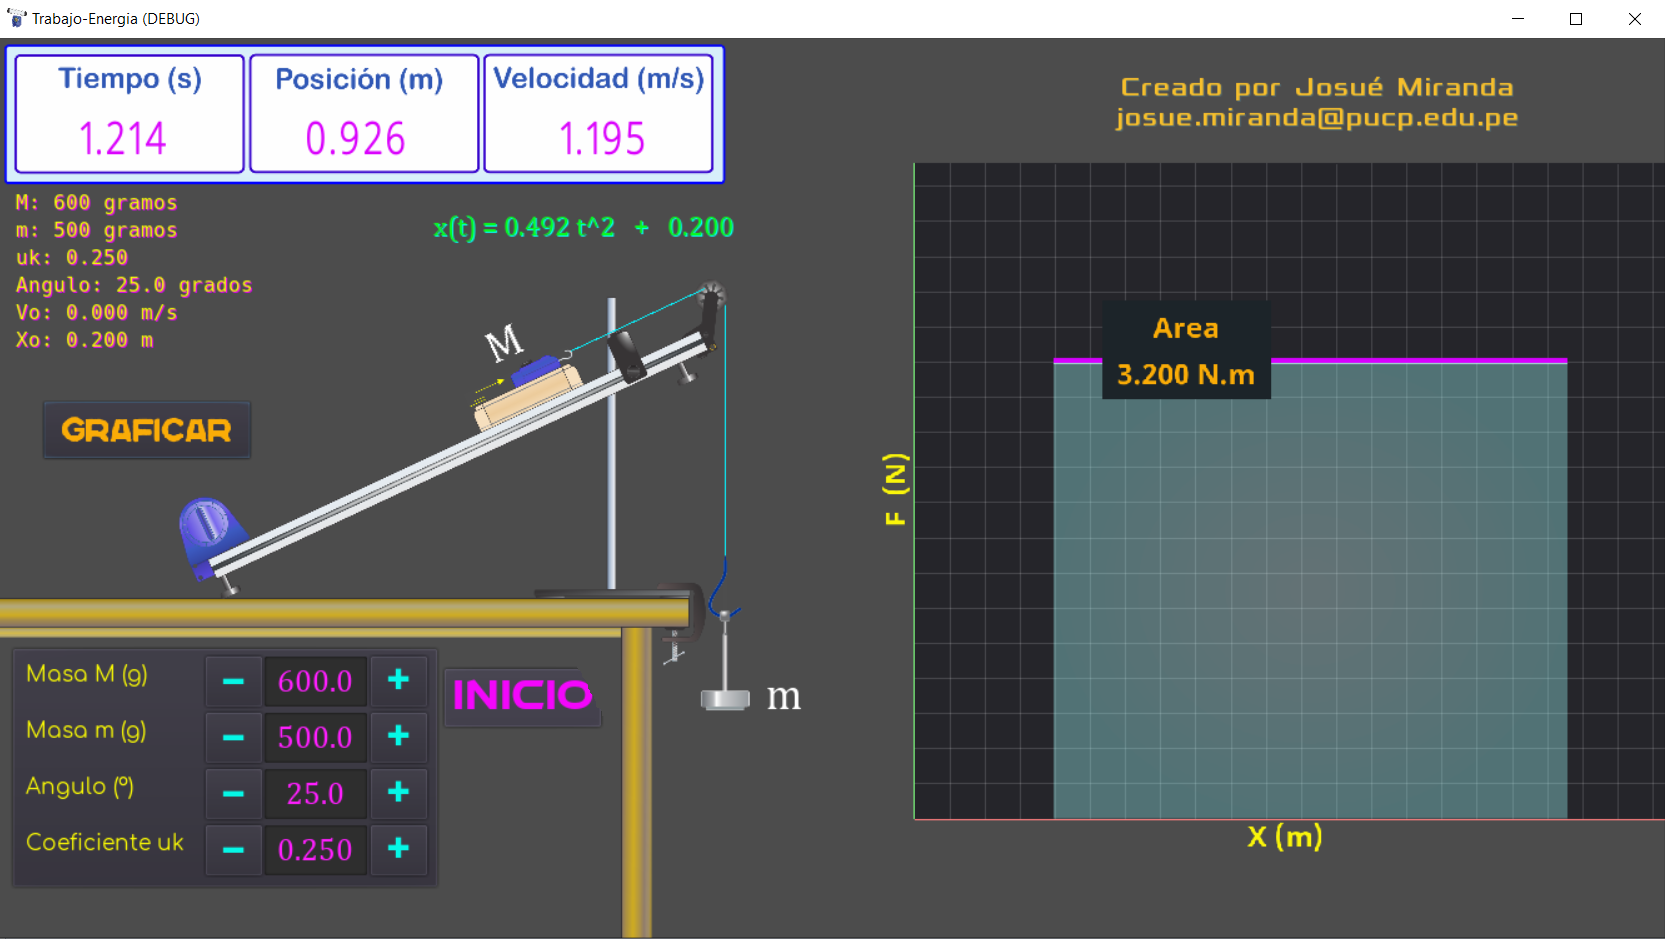 Trabajo-Energia (DEBUG)
Tiempo (s)
1.214
Posición (m)
0.926
Velocidad (m/s)
1.195
Creado por Josué Miranda
josue.miranda@pucp.edu.pe
M: 600 gramos
m: 500 gramos
uk: 0.250
Angulo: 25.0 grados
Vo: 0.000 m/s
Xo: 0.200 m
x(t) = 0.492 t^2 + 0.200
M
GRAFICAR
Area
3.200 N.m
F (N)
X (m)
m
Masa M (g)
− 600.0 +
Masa m (g)
− 500.0 +
Angulo (º)
− 25.0 +
Coeficiente uk
− 0.250 +
INICIO